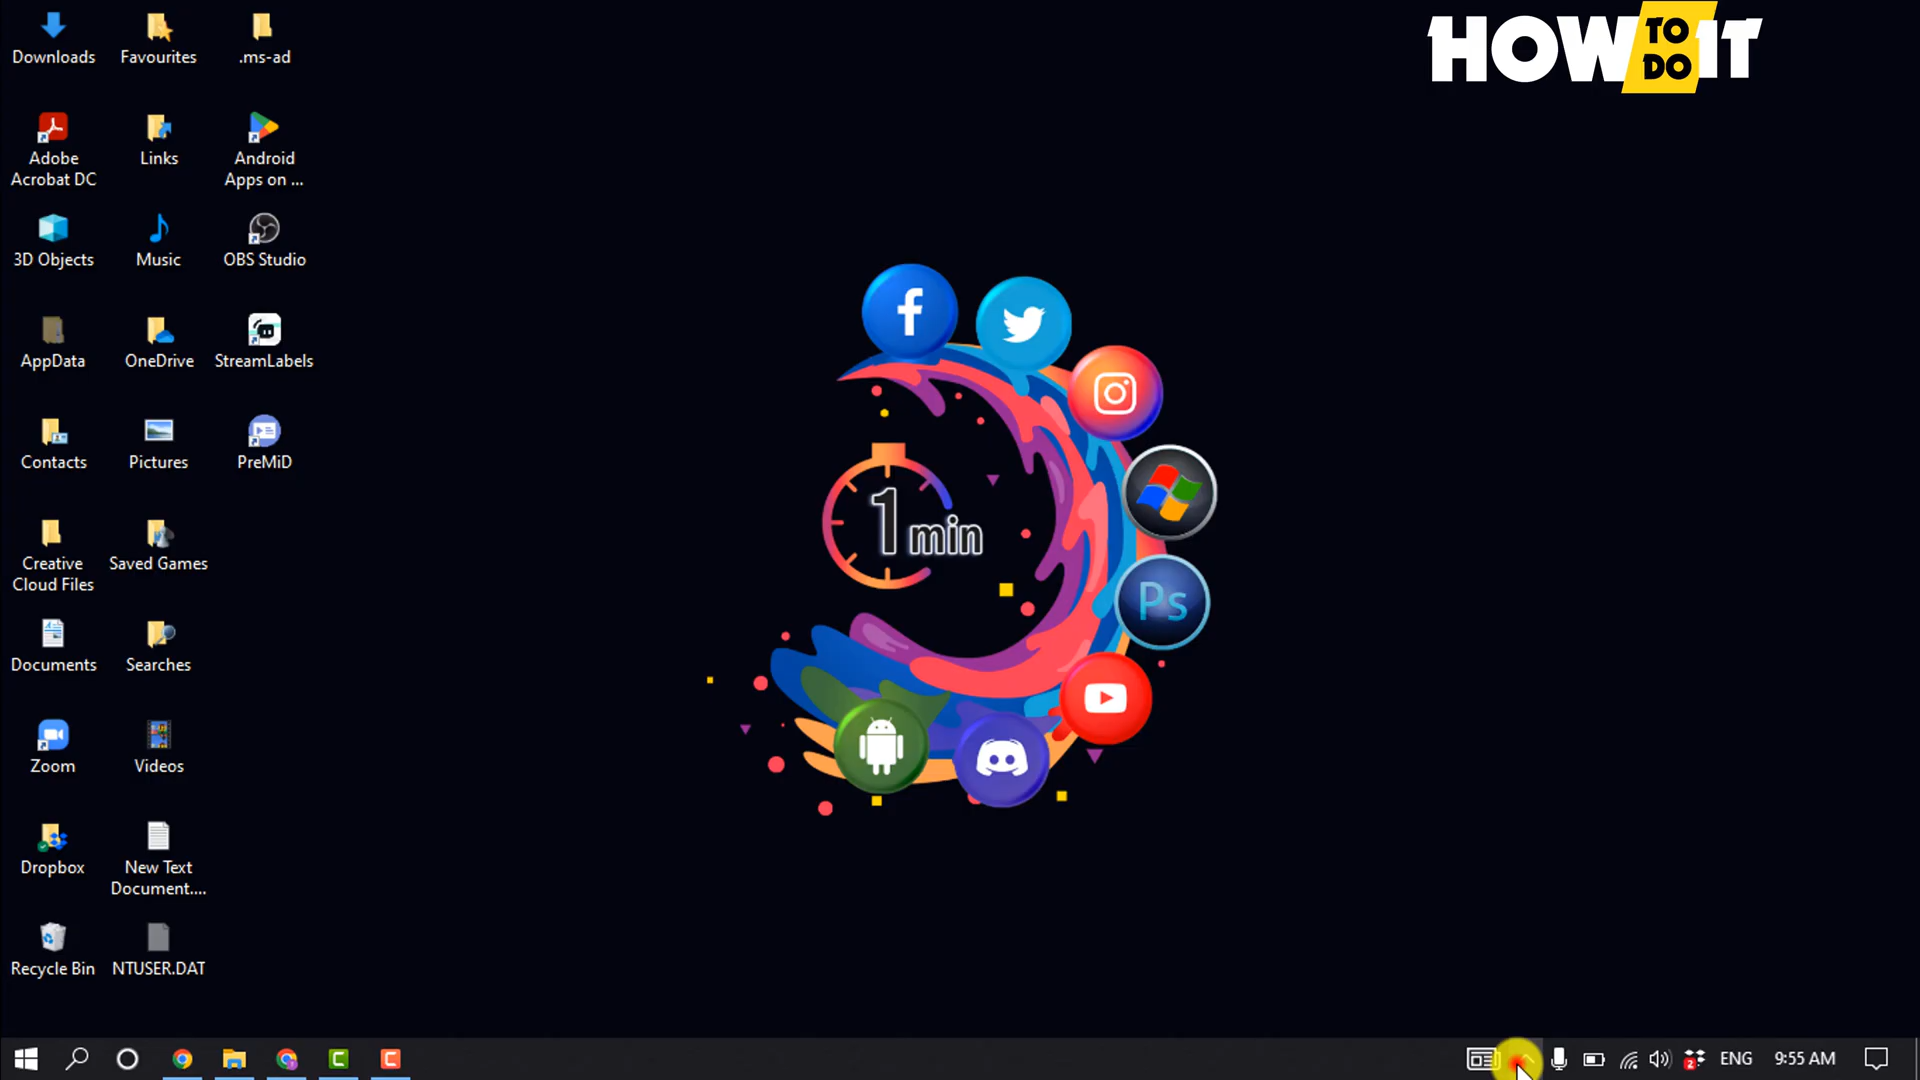 HOW TO DO IT
Downloads
Favourites
.ms-ad
Adobe
Acrobat DC
Links
Android
Apps on ...
3D Objects
Music
OBS Studio
AppData
OneDrive
StreamLabels
Contacts
Pictures
PreMiD
Creative
Cloud Files
Saved Games
Documents
Searches
Zoom
Videos
Dropbox
New Text
Document....
Recycle Bin
NTUSER.DAT
1 min
Ps
2
ENG
9:55 AM